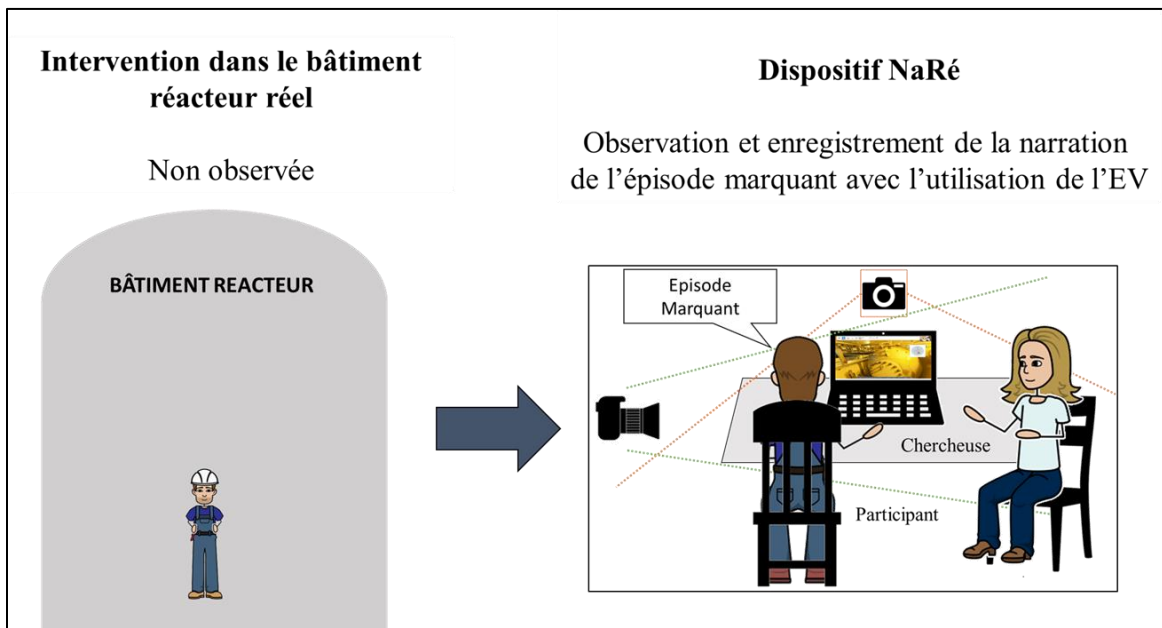 Intervention dans le bâtiment
réacteur réel
Non observée
BÂTIMENT REACTEUR
Dispositif NaRé
Observation et enregistrement de la narration
de l’épisode marquant avec l’utilisation de l’EV
Episode
Marquant
Chercheuse
Participant